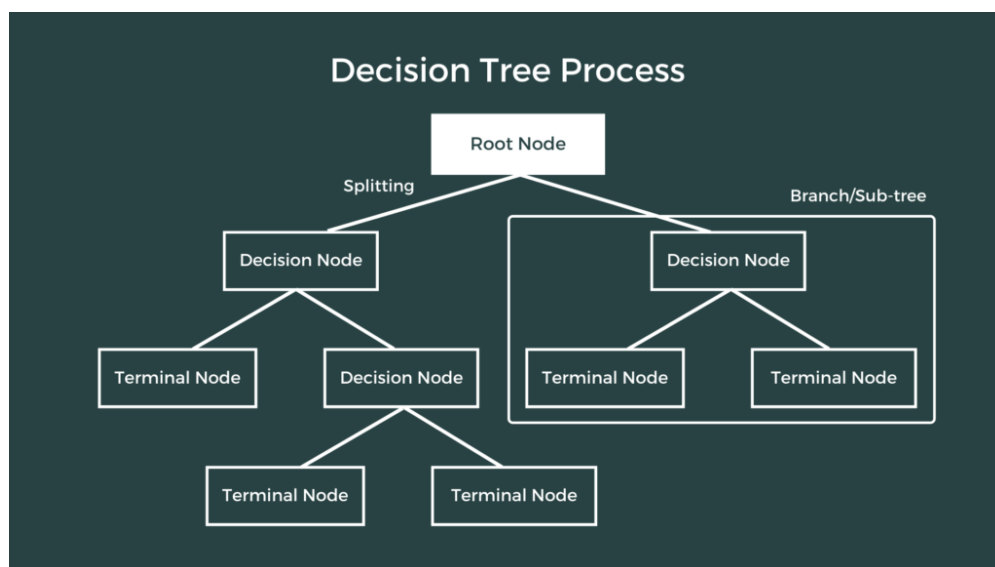 Decision Tree Process
Root Node
Splitting
Branch/Sub-tree
Decision Node
Decision Node
Terminal Node
Decision Node
Terminal Node
Terminal Node
Terminal Node
Terminal Node